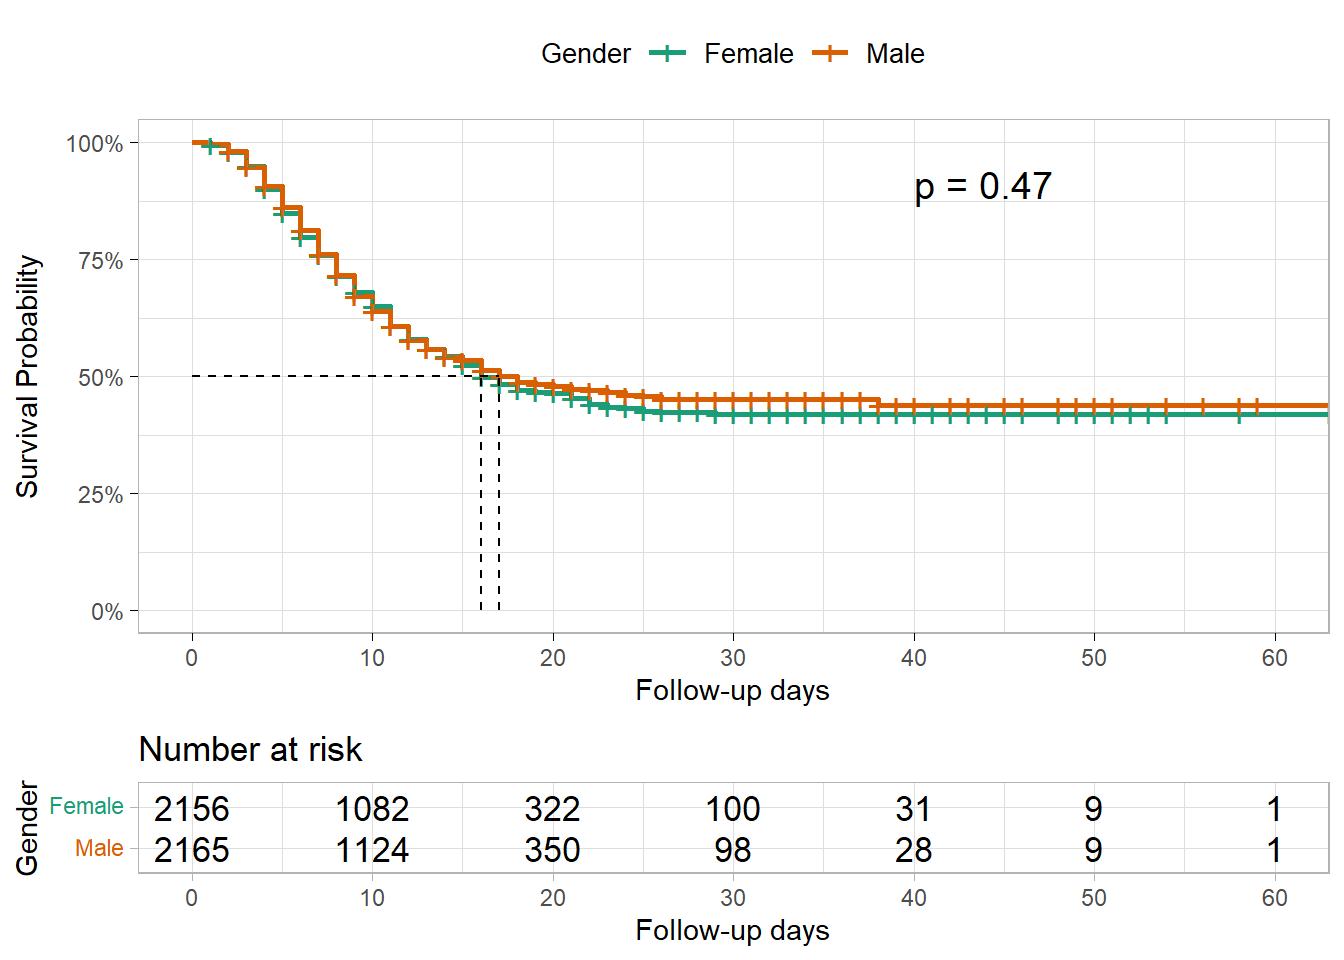 Gender Female Male
100%
p = 0.47
75%
50%
25%
0%
Survival Probability
0 10 20 30 40 50 60
Follow-up days
Number at risk
Gender
Female 2156 1082 322 100 31 9 1
Male 2165 1124 350 98 28 9 1
0 10 20 30 40 50 60
Follow-up days